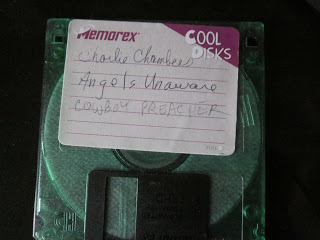 Memorex
COOL
DISKS
Charlie Chambers
Angels Unaware
COWBOY PREACHER